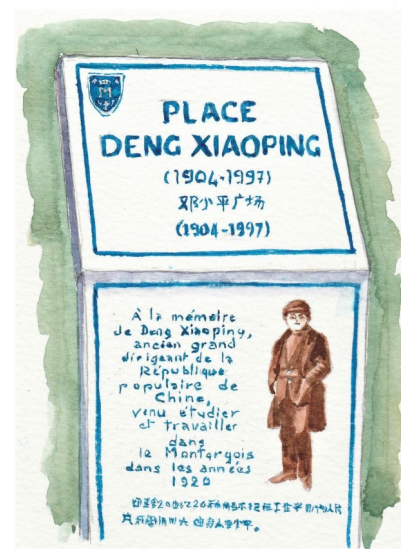 M
PLACE
DENG XIAOPING
(1904-1997)
邓小平广场
(1904-1997)
À la mémoire
de Deng Xiaoping,
ancien grand
dirigeant de la
République
populaire de
Chine,
venu étudier
et travailler
dans
le Montargois
dans les années
1920